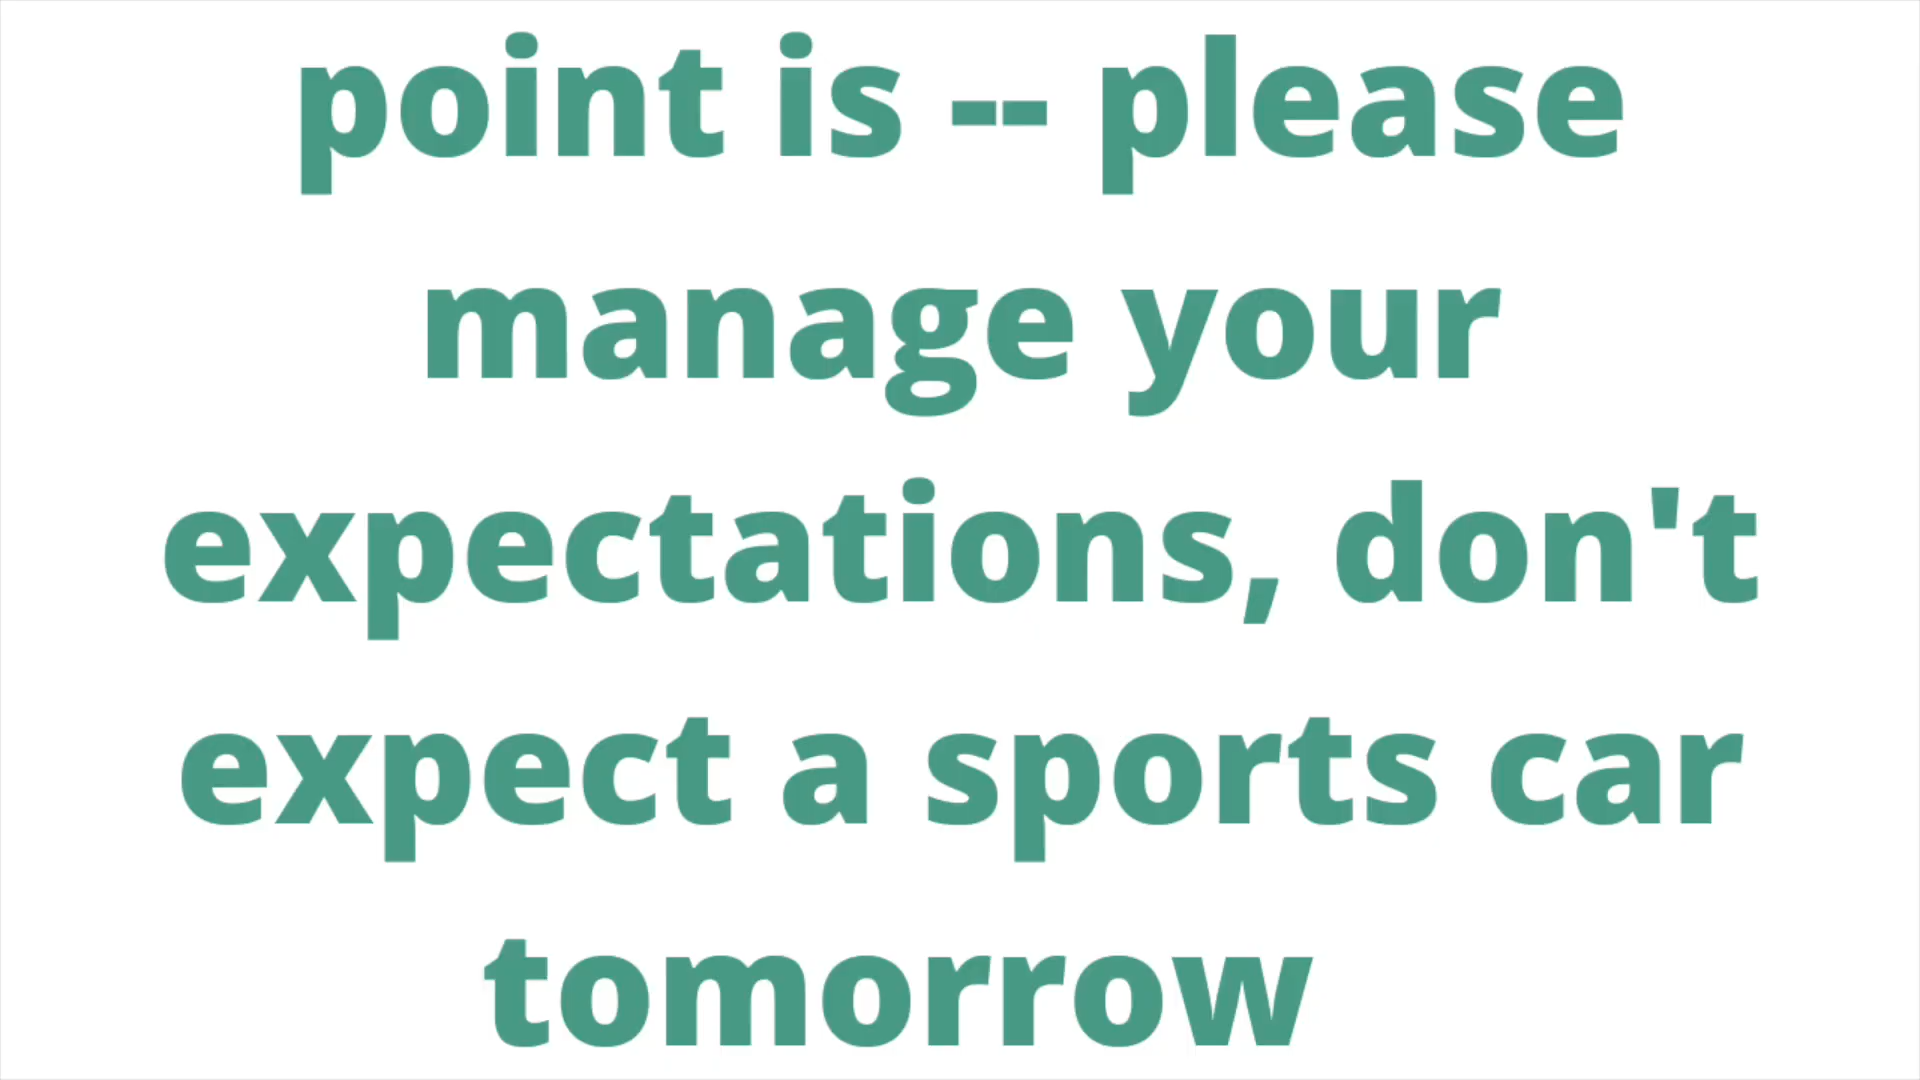 point is -- please
manage your
expectations, don't
expect a sports car
tomorrow